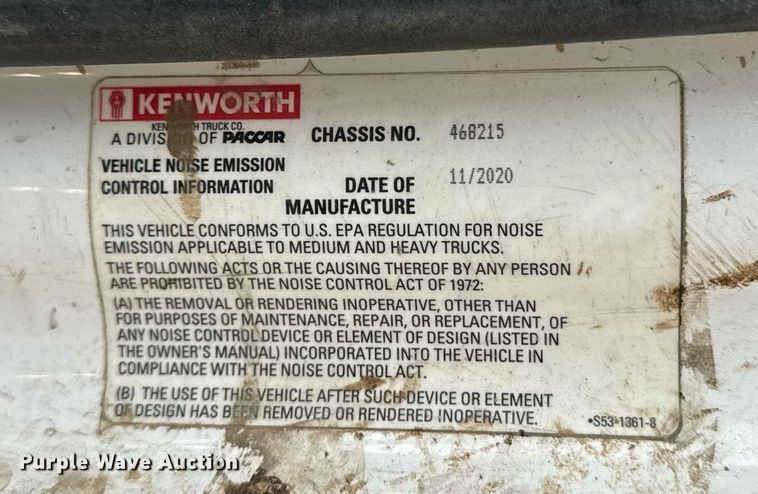 KENWORTH
KENWORTH TRUCK CO.
A DIVISION OF PACCAR
CHASSIS NO. 468215
VEHICLE NOISE EMISSION
CONTROL INFORMATION
DATE OF 11/2020
MANUFACTURE
THIS VEHICLE CONFORMS TO U.S. EPA REGULATION FOR NOISE
EMISSION APPLICABLE TO MEDIUM AND HEAVY TRUCKS.
THE FOLLOWING ACTS OR THE CAUSING THEREOF BY ANY PERSON
ARE PROHIBITED BY THE NOISE CONTROL ACT OF 1972:
(A) THE REMOVAL OR RENDERING INOPERATIVE, OTHER THAN
FOR PURPOSES OF MAINTENANCE, REPAIR, OR REPLACEMENT, OF
ANY NOISE CONTROL DEVICE OR ELEMENT OF DESIGN (LISTED IN
THE OWNER'S MANUAL) INCORPORATED INTO THE VEHICLE IN
COMPLIANCE WITH THE NOISE CONTROL ACT.
(B) THE USE OF THIS VEHICLE AFTER SUCH DEVICE OR ELEMENT
OF DESIGN HAS BEEN REMOVED OR RENDERED INOPERATIVE.
•S53-1361-8
Purple Wave Auction